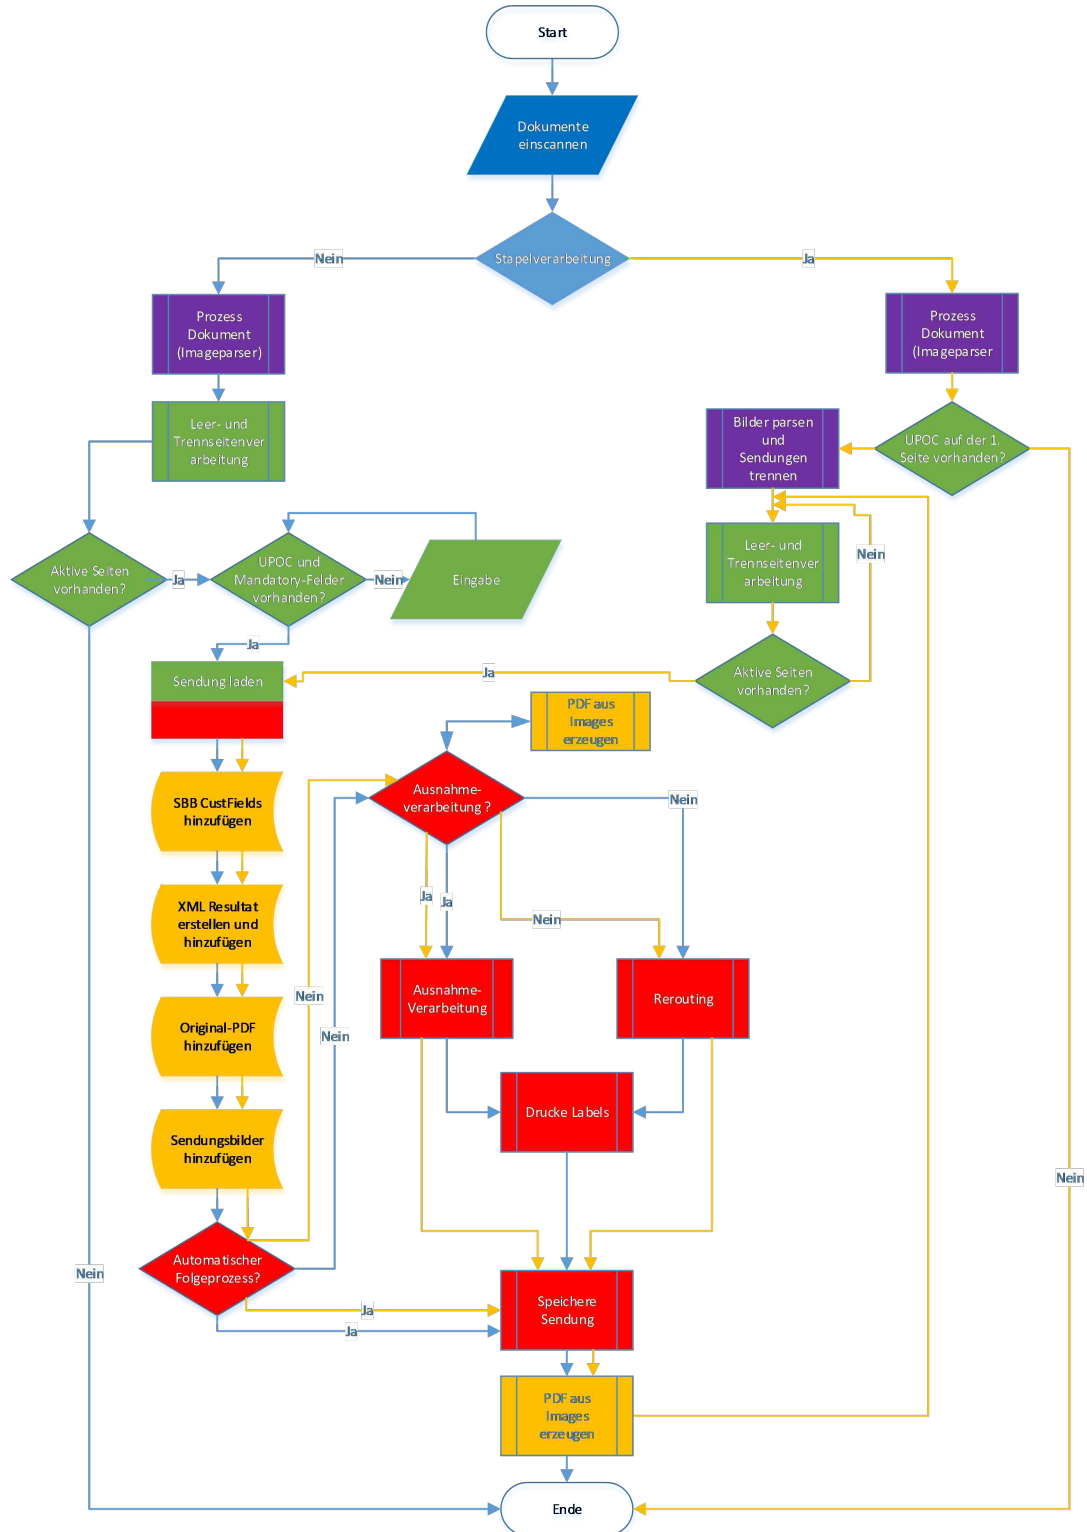 Start
Dokumente
einscannen
Stapelverarbeitung
Nein
Ja
Prozess
Dokument
(Imageparser)
Prozess
Dokument
(Imageparser
Leer- und
Trennseitenver
arbeitung
Bilder parsen
und
Sendungen
trennen
UPOC auf der 1.
Seite vorhanden?
Leer- und
Trennseitenver
arbeitung
Nein
Aktive Seiten
vorhanden?
Ja
UPOC und
Mandatory-Felder
vorhanden?
Nein
Eingabe
Ja
Aktive Seiten
vorhanden?
Ja
Sendung laden
PDF aus
Images
erzeugen
SBB CustFields
hinzufügen
Ausnahme-
verarbeitung ?
Nein
XML Resultat
erstellen und
hinzufügen
Ja
Ja
Nein
Nein
Nein
Original-PDF
hinzufügen
Ausnahme-
Verarbeitung
Rerouting
Sendungsbilder
hinzufügen
Drucke Labels
Nein
Nein
Automatischer
Folgeprozess?
Ja
Ja
Speichere
Sendung
PDF aus
Images
erzeugen
Ende